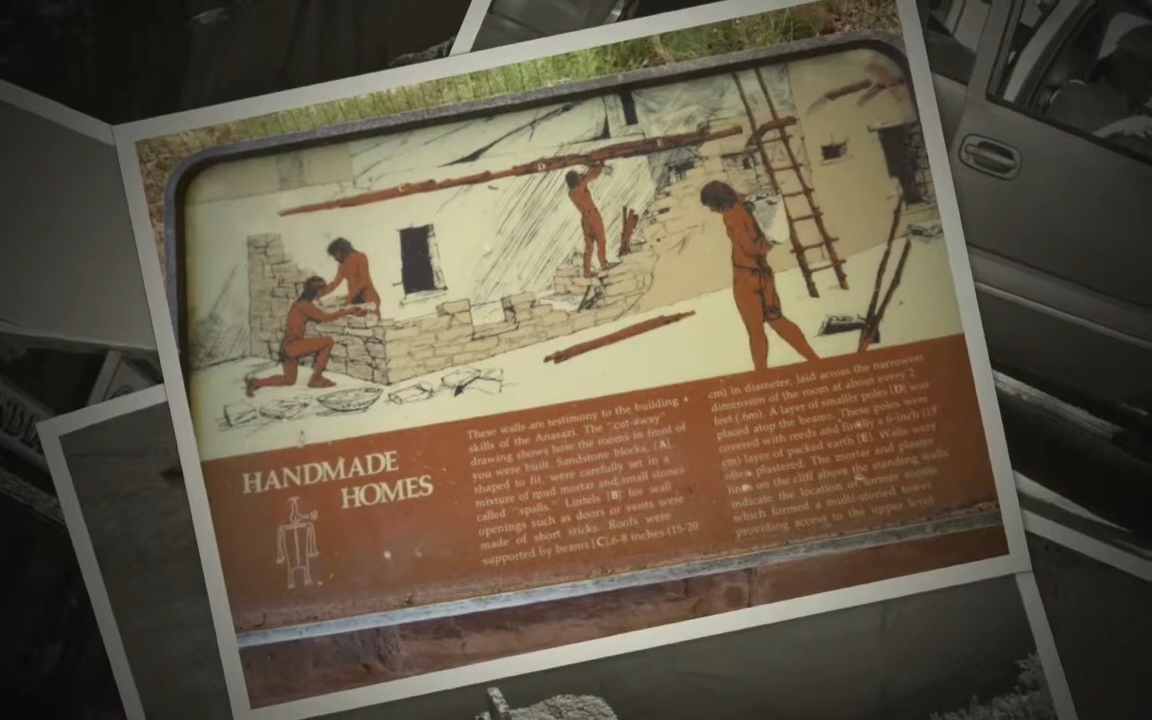 HANDMADE
HOMES
These walls are testimony to the building
skills of the Anasazi. The "cut-away"
drawing shows how the rooms in front of
you were built. Sandstone blocks, [A],
shaped to fit, were carefully set in a
mixture of mud mortar and small stones
called "spalls." Lintels [B] for wall
openings such as doors or vents were
made of short sticks. Roofs were
supported by beams [C], 6-8 inches (15-20
cm) in diameter, laid across the narrowest
dimension of the room at about every 2
feet (.6m). A layer of smaller poles [D] was
placed atop the beams. These poles were
covered with reeds and finally a 6-inch (15
cm) layer of packed earth [E]. Walls were
often plastered. The mortar and plaster
lines on the cliff above the standing walls
indicate the location of former rooms
which formed a multi-storied tower
providing access to the upper level.